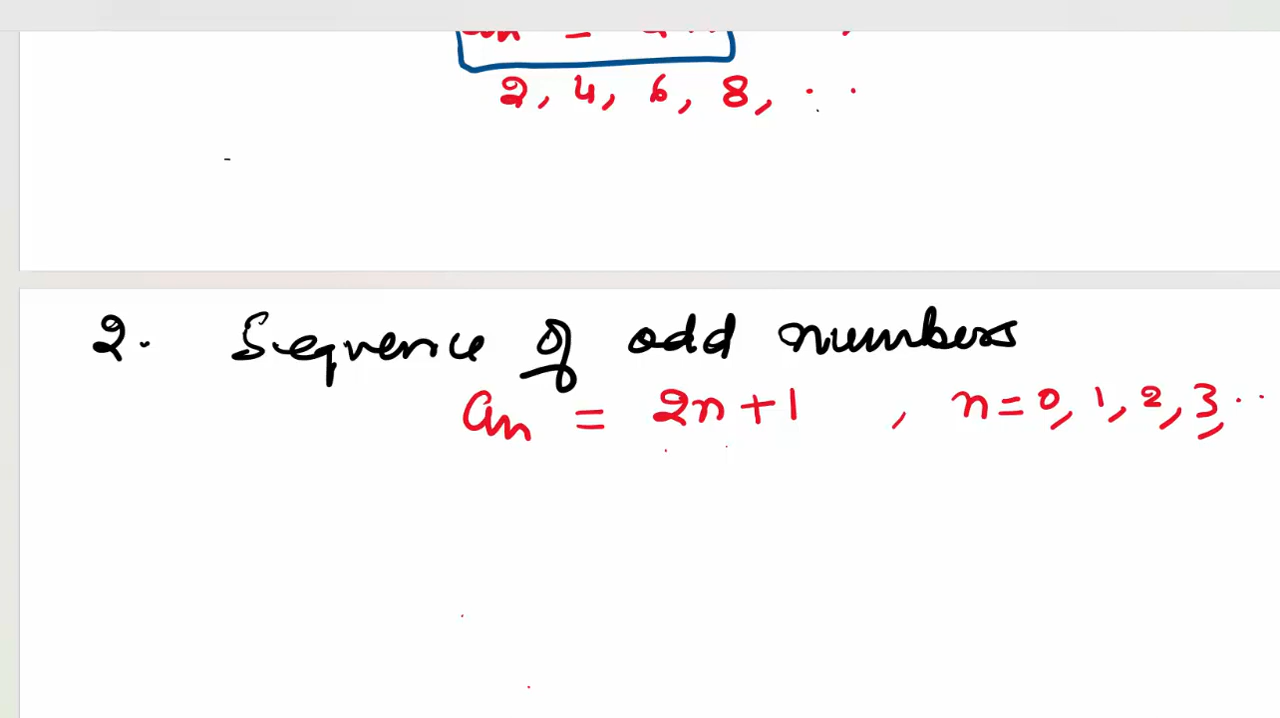 2, 4, 6, 8, . .
2. Sequence of odd numbers
an = 2n+1 , n=0, 1, 2, 3, ..